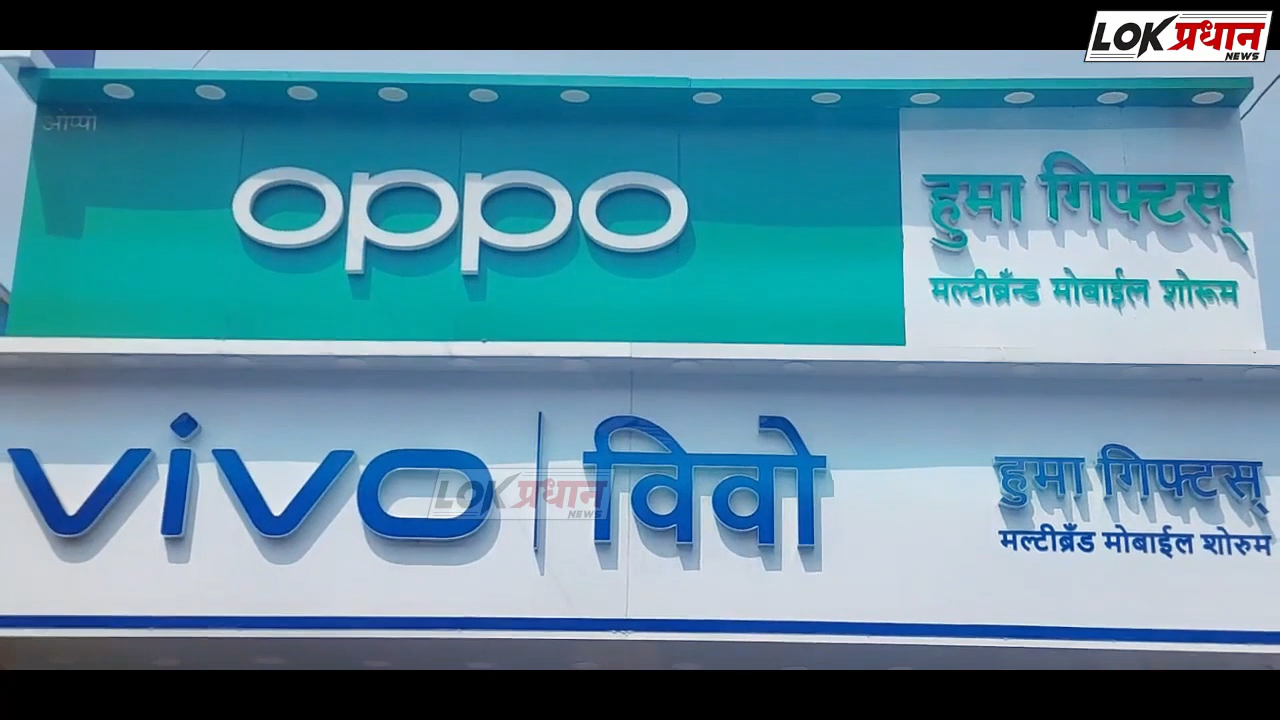 LOK प्रधान
NEWS
ओप्पो
oppo
हुमा गिफ्टस्
मल्टीब्रँन्ड मोबाईल शोरूम
vivo | विवो
हुमा गिफ्टस्
मल्टीब्रँड मोबाईल शोरुम
LOK प्रधान
NEWS